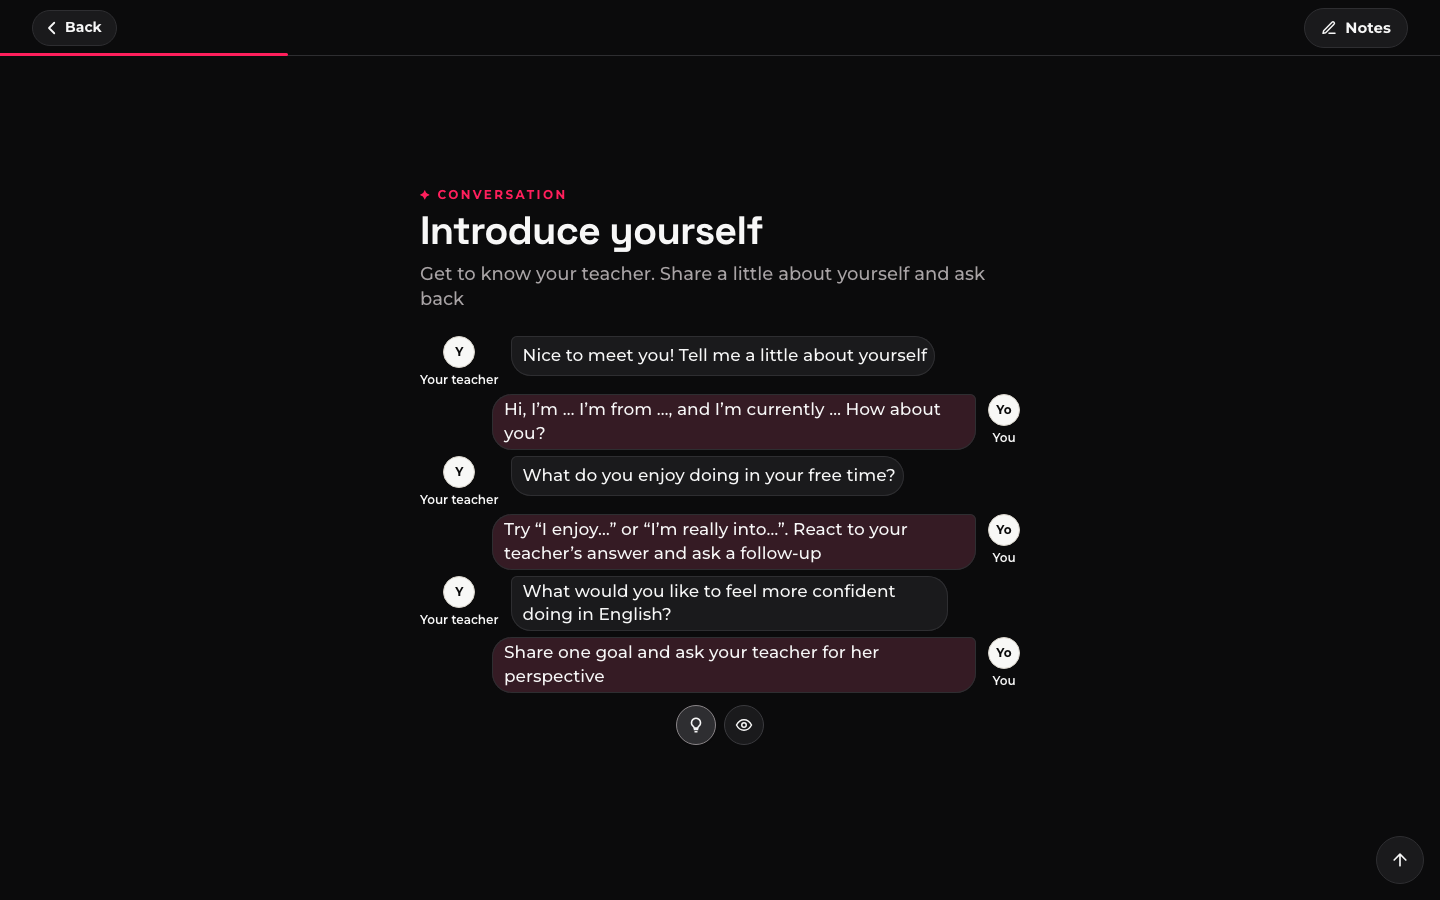 Back
Notes
CONVERSATION
Introduce yourself
Get to know your teacher. Share a little about yourself and ask
back
Y
Your teacher
Nice to meet you! Tell me a little about yourself
Hi, I’m ... I’m from ..., and I’m currently ... How about
you?
Yo
You
Y
Your teacher
What do you enjoy doing in your free time?
Try “I enjoy...” or “I’m really into...”. React to your
teacher’s answer and ask a follow-up
Yo
You
Y
Your teacher
What would you like to feel more confident
doing in English?
Share one goal and ask your teacher for her
perspective
Yo
You